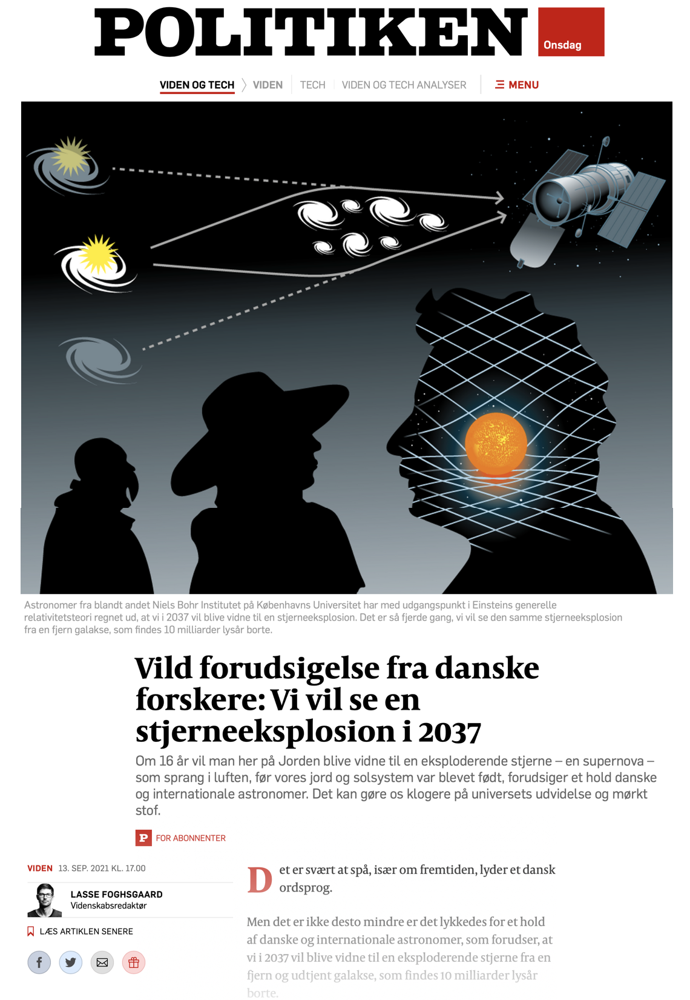 POLITIKEN
Onsdag
VIDEN OG TECH VIDEN TECH VIDEN OG TECH ANALYSER MENU
Astronomer fra blandt andet Niels Bohr Institutet på Københavns Universitet har med udgangspunkt i Einsteins generelle
relativitetsteori regnet ud, at vi i 2037 vil blive vidne til en stjerneeksplosion. Det er så fjerde gang, vi vil se den samme stjerneeksplosion
fra en fjern galakse, som findes 10 milliarder lysår borte.
Vild forudsigelse fra danske
forskere: Vi vil se en
stjerneeksplosion i 2037
Om 16 år vil man her på Jorden blive vidne til en eksploderende stjerne – en supernova –
som sprang i luften, før vores jord og solsystem var blevet født, forudsiger et hold danske
og internationale astronomer. Det kan gøre os klogere på universets udvidelse og mørkt
stof.
P FOR ABONNENTER
VIDEN 13. SEP. 2021 KL. 17.00
LASSE FOGHSGAARD
Videnskabsredaktør
LÆS ARTIKLEN SENERE
Det er svært at spå, især om fremtiden, lyder et dansk
ordsprog.
Men det er ikke desto mindre er det lykkedes for et hold
af danske og internationale astronomer, som forudser, at
vi i 2037 vil blive vidne til en eksploderende stjerne fra en
fjern og udtjent galakse, som findes 10 milliarder lysår
borte.